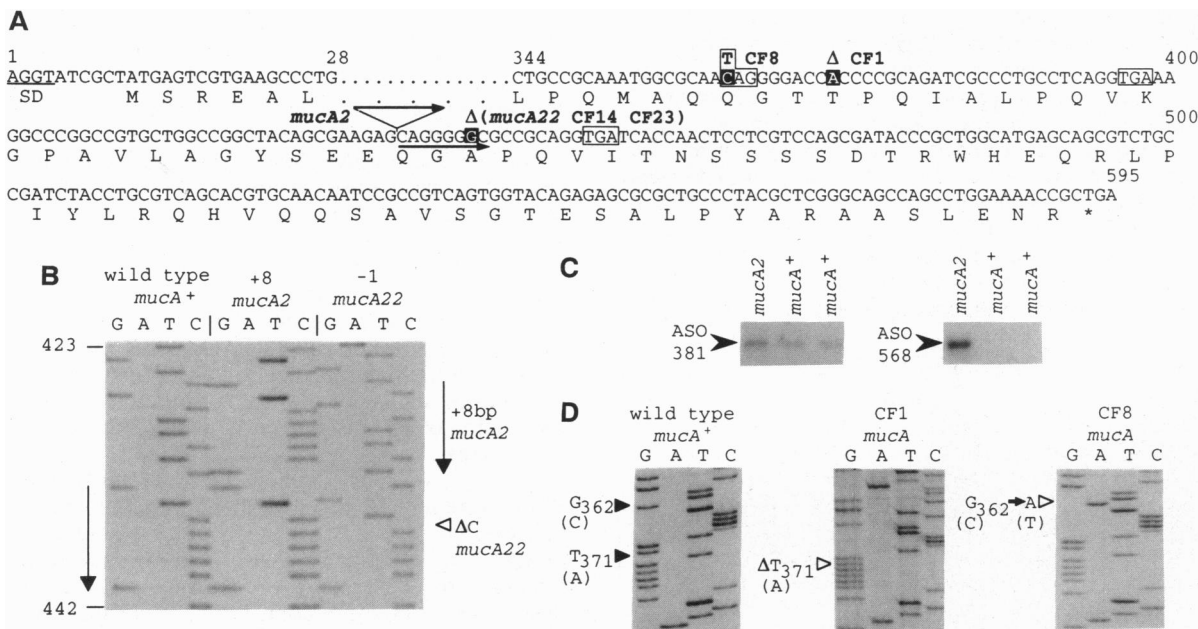 A
1 28 344 T CF8 Δ CF1 400
AGGTATCGCTATGAGTCGTGAAGCCCTG......................CTGCCGCAAATGGCGCAACAGGGGACCACCCCGCAGATCGCCCTGCCTCAGGTGAAA
SD M S R E A L . . . . . . . L P Q M A Q Q G T T P Q I A L P Q V K
mucA2 Δ(mucA22 CF14 CF23)
GGCCCGGCCGTGCTGGCCGGCTACAGCGAAGAGCAGGGGGCGCCGCAGGTGATCACCAACTCCTCGTCCAGCGATACCCGCTGGCATGAGCAGCGTCTGC 500
G P A V L A G Y S E E Q G A P Q V I T N S S S S D T R W H E Q R L P
CGATCTACCTGCGTCAGCACGTGCAACAATCCGCCGTCAGTGGTACAGAGAGCGCGCTGCCCTACGCTCGGGCAGCCAGCCTGGAAAACCGCTGA 595
I Y L R Q H V Q Q S A V S G T E S A L P Y A R A A S L E N R *
B
wild type +8 -1
mucA+ mucA2 mucA22
G A T C | G A T C | G A T C
423
442
+8bp
mucA2
ΔC
mucA22
C
mucA2 mucA+ mucA+
ASO
381
mucA2 mucA+ mucA+
ASO
568
D
wild type
mucA+
G A T C
G362
(C)
T371
(A)
CF1
mucA
G A T C
ΔT371
(A)
CF8
mucA
G A T C
G362 A
(C) (T)